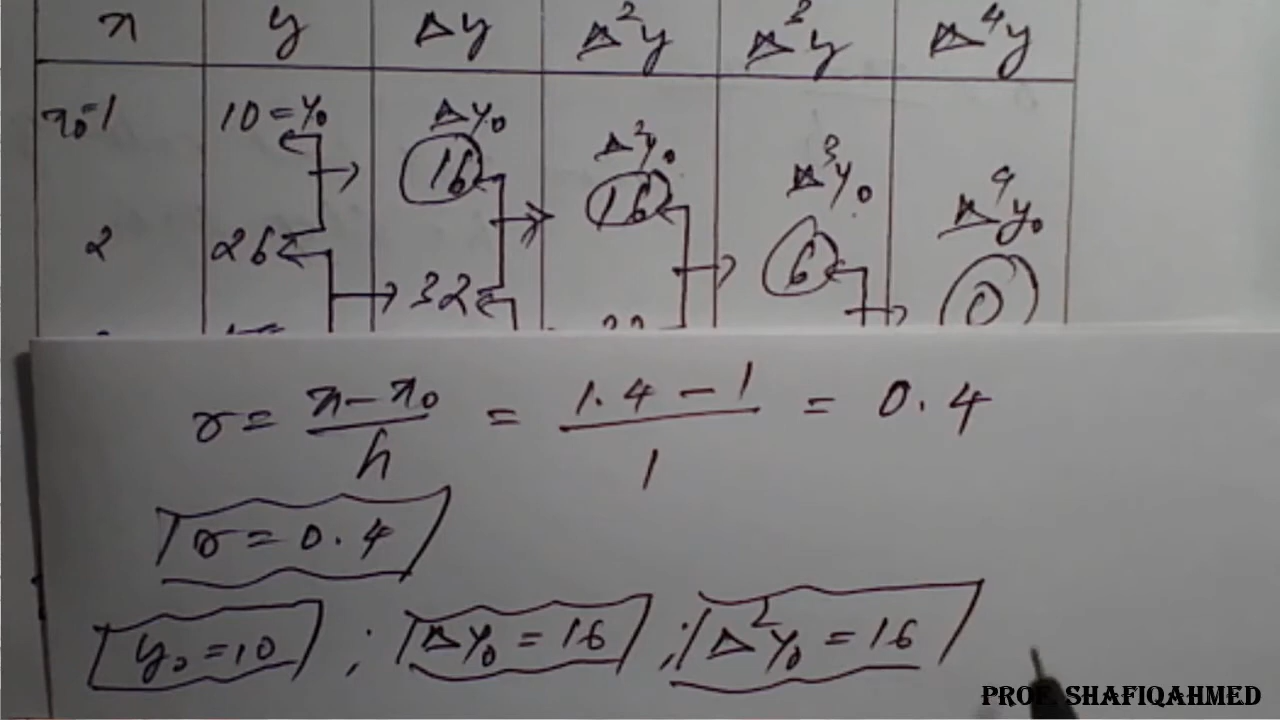 x y Δy Δ²y Δ²y Δ⁴y
x₀=1 10=y₀ Δy₀ Δ²y₀ Δ³y₀ Δ⁴y₀
16 16 6 0
2 26 32
r = x-x₀/h = 1.4-1/1 = 0.4
r = 0.4
y₀=10 ; Δy₀=16 ; Δ²y₀=16
PROF. SHAFIQAHMED